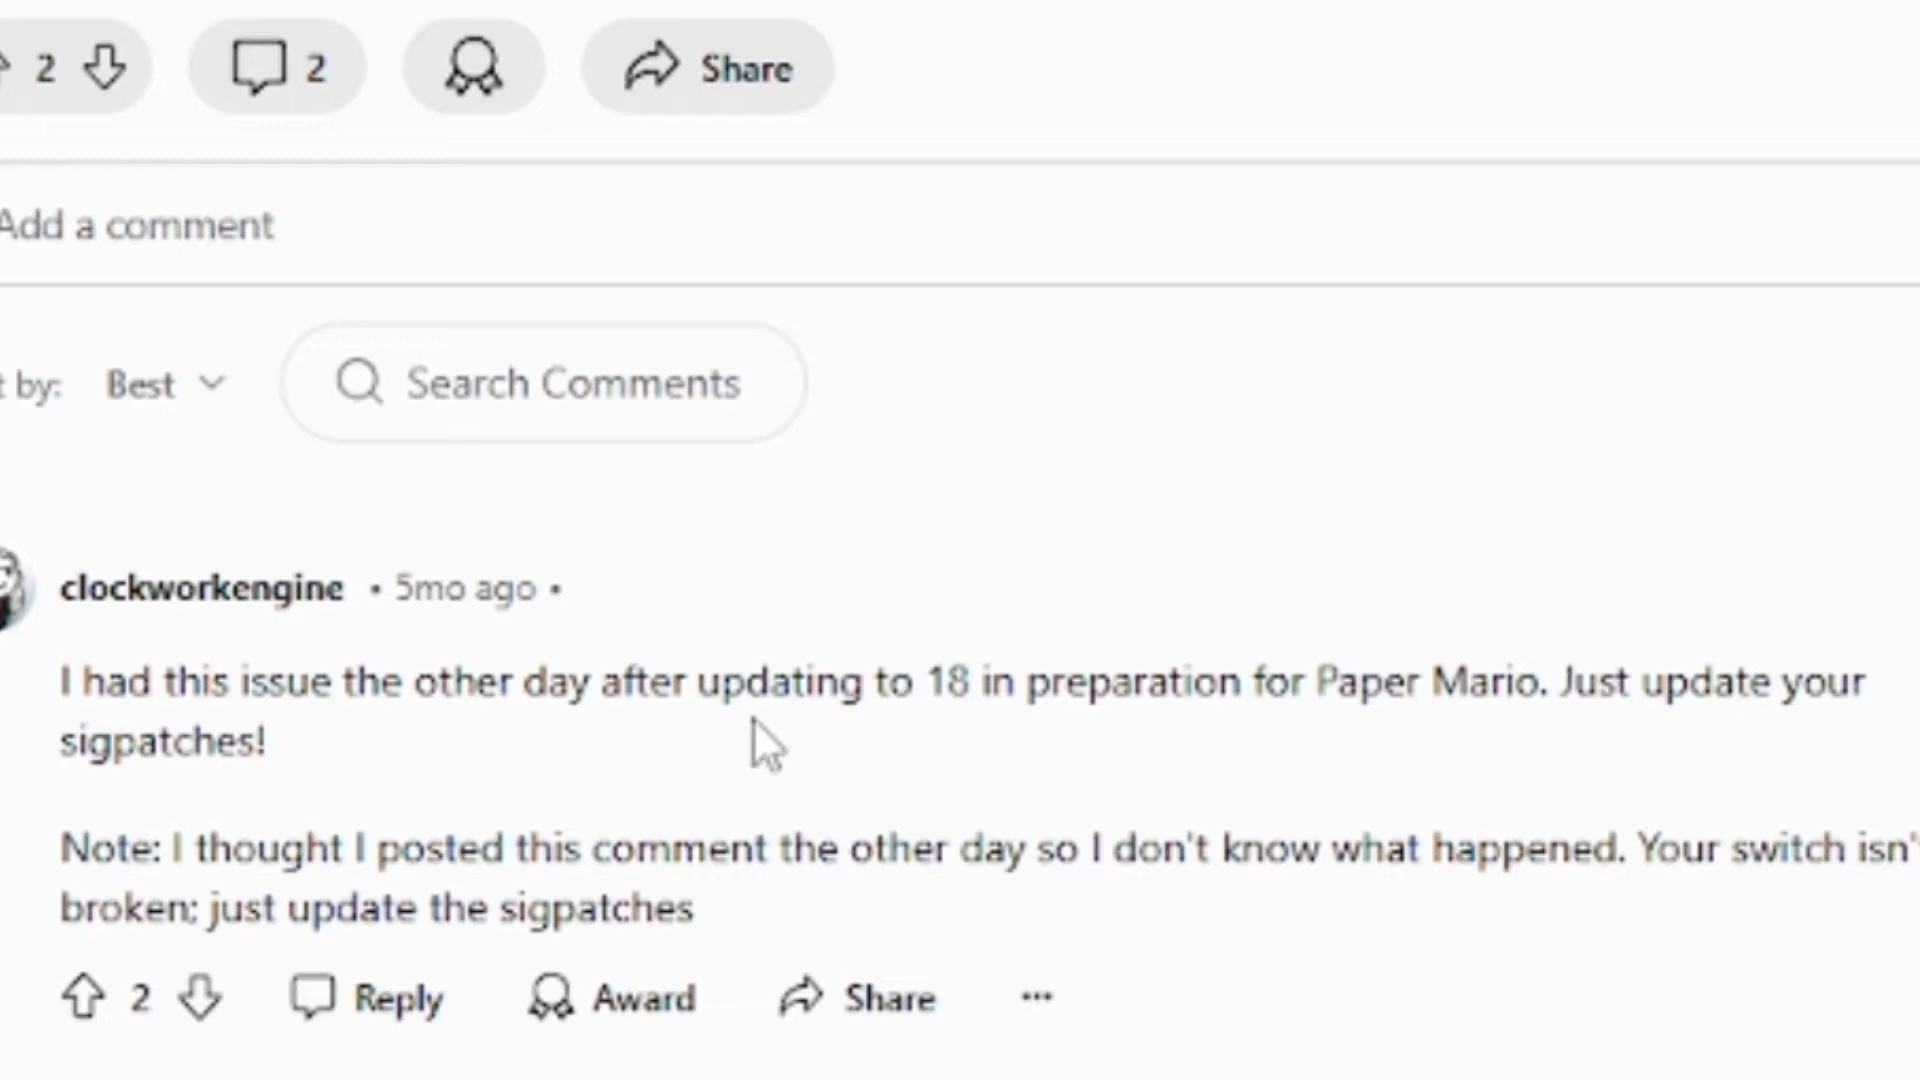 2 2 Share
Add a comment
t by: Best Search Comments
clockworkengine • 5mo ago •
I had this issue the other day after updating to 18 in preparation for Paper Mario. Just update your
sigpatches!
Note: I thought I posted this comment the other day so I don't know what happened. Your switch isn'
broken; just update the sigpatches
2 Reply Award Share ...